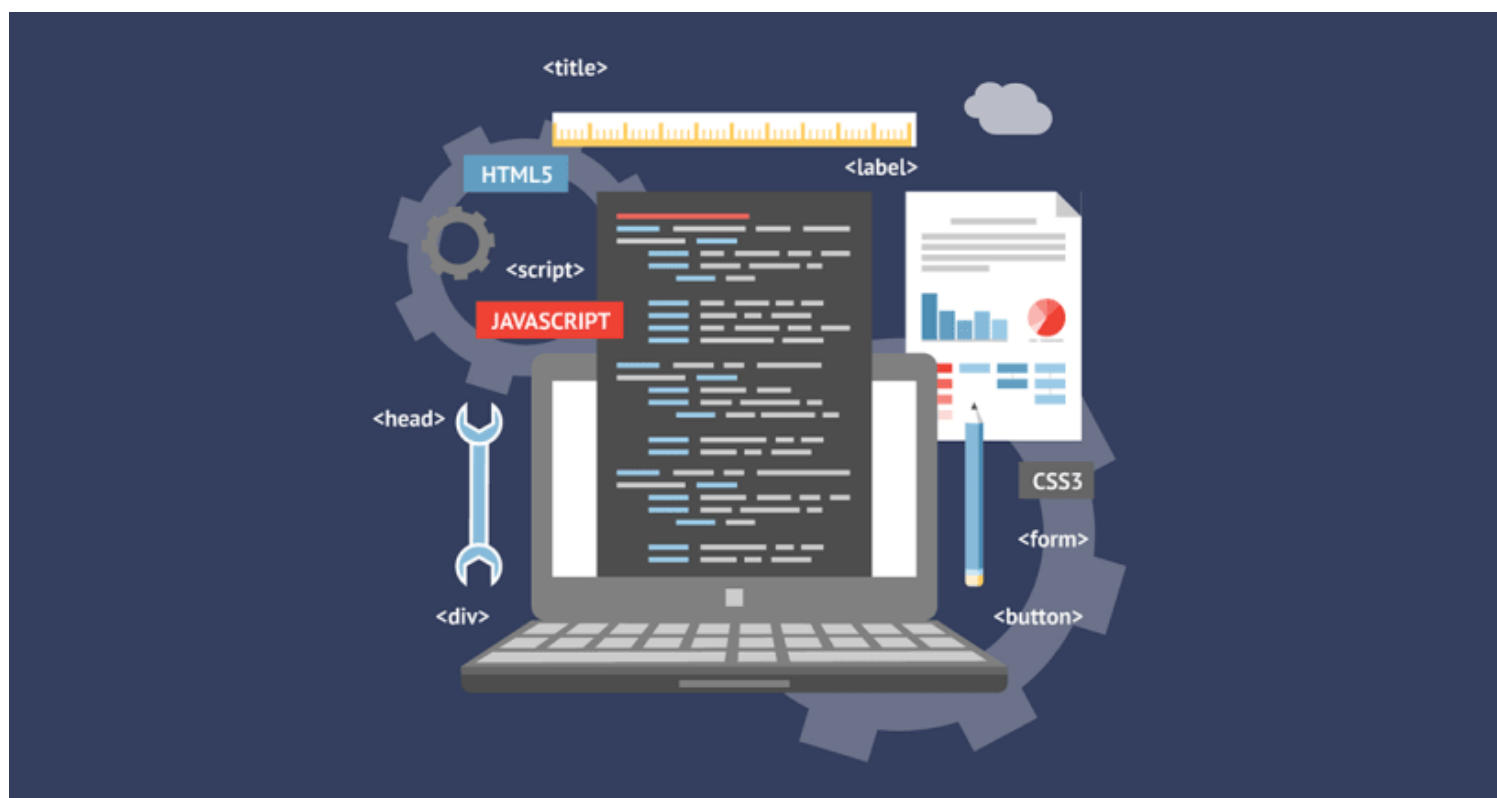 <title>
<label>
HTML5
<script>
JAVASCRIPT
<head>
CSS3
<form>
<div>
<button>